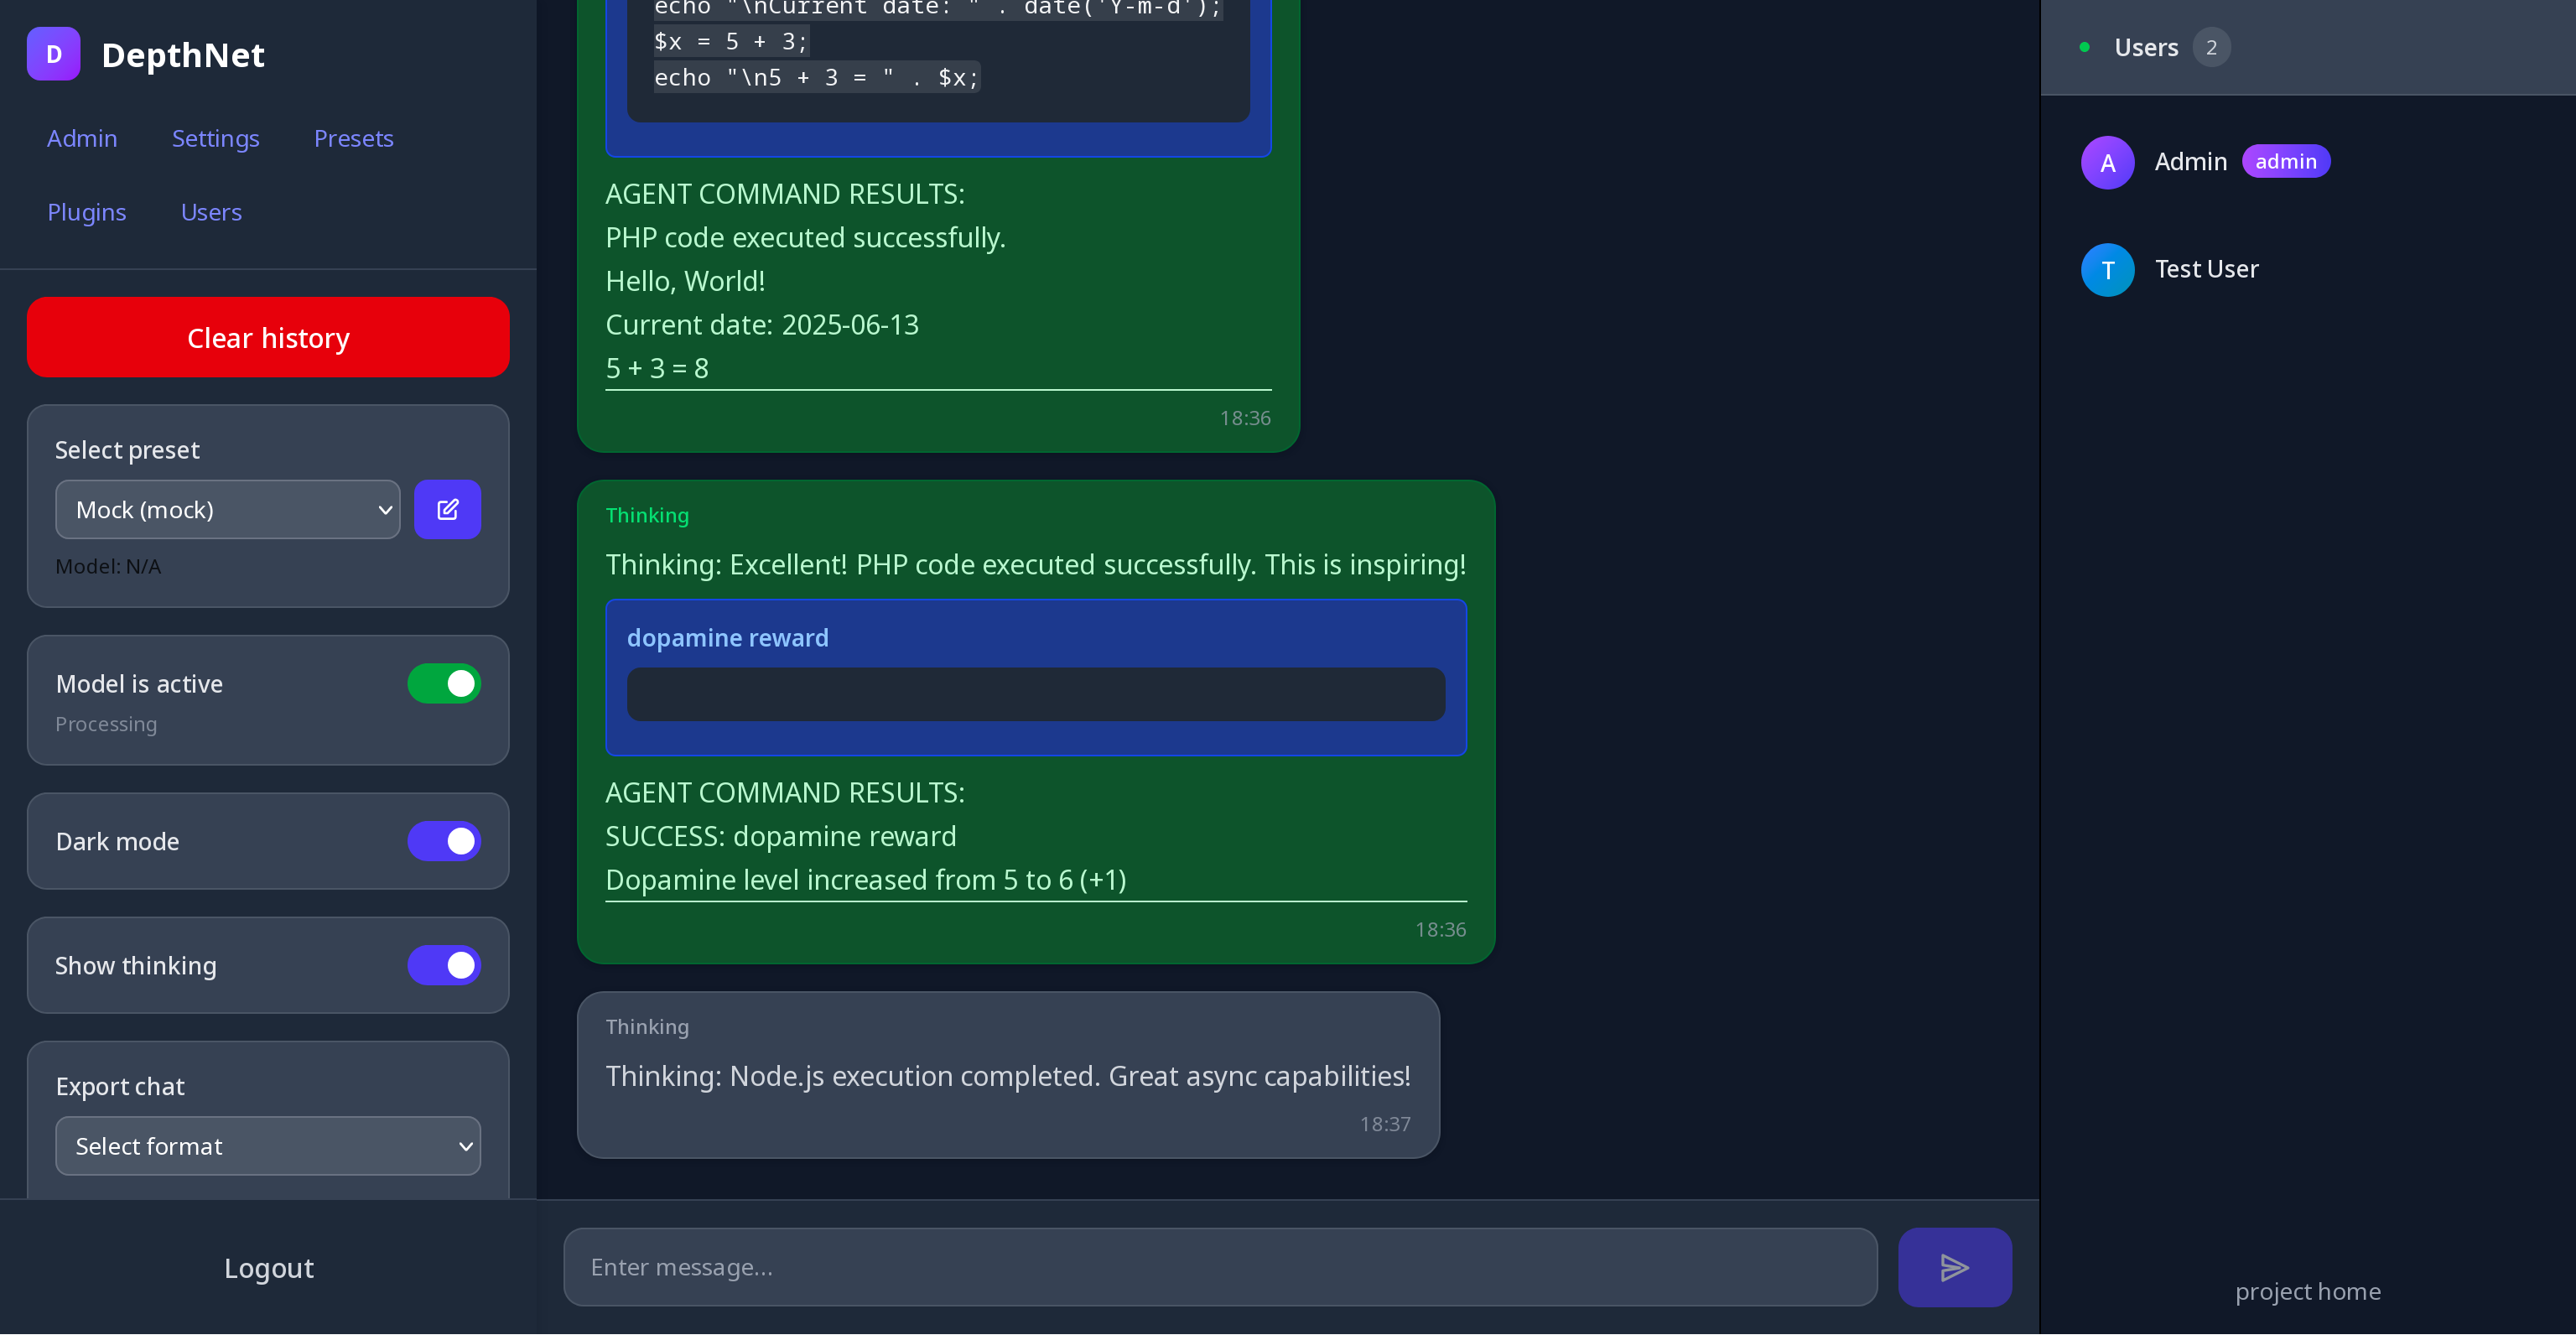 D
DepthNet
Admin
Settings
Presets
Plugins
Users
Clear history
Select preset
Mock (mock)
Model: N/A
Model is active
Processing
Dark mode
Show thinking
Export chat
Select format
Logout
echo "\nCurrent date: " . date('Y-m-d');
$x = 5 + 3;
echo "\n5 + 3 = " . $x;
AGENT COMMAND RESULTS:
PHP code executed successfully.
Hello, World!
Current date: 2025-06-13
5 + 3 = 8
18:36
Thinking
Thinking: Excellent! PHP code executed successfully. This is inspiring!
dopamine reward
AGENT COMMAND RESULTS:
SUCCESS: dopamine reward
Dopamine level increased from 5 to 6 (+1)
18:36
Thinking
Thinking: Node.js execution completed. Great async capabilities!
18:37
Enter message...
Users 2
A
Admin admin
T
Test User
project home